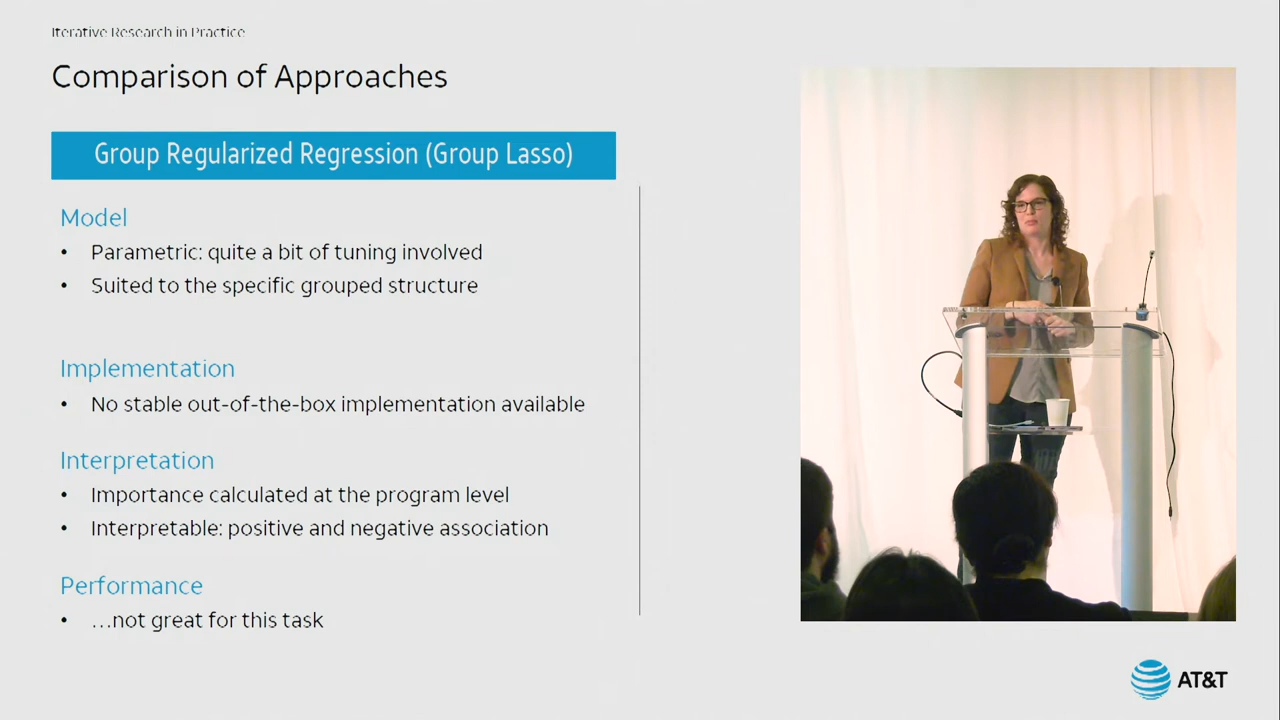 Iterative Research in Practice
Comparison of Approaches
Group Regularized Regression (Group Lasso)
Model
• Parametric: quite a bit of tuning involved
• Suited to the specific grouped structure
Implementation
• No stable out-of-the-box implementation available
Interpretation
• Importance calculated at the program level
• Interpretable: positive and negative association
Performance
• …not great for this task
AT&T